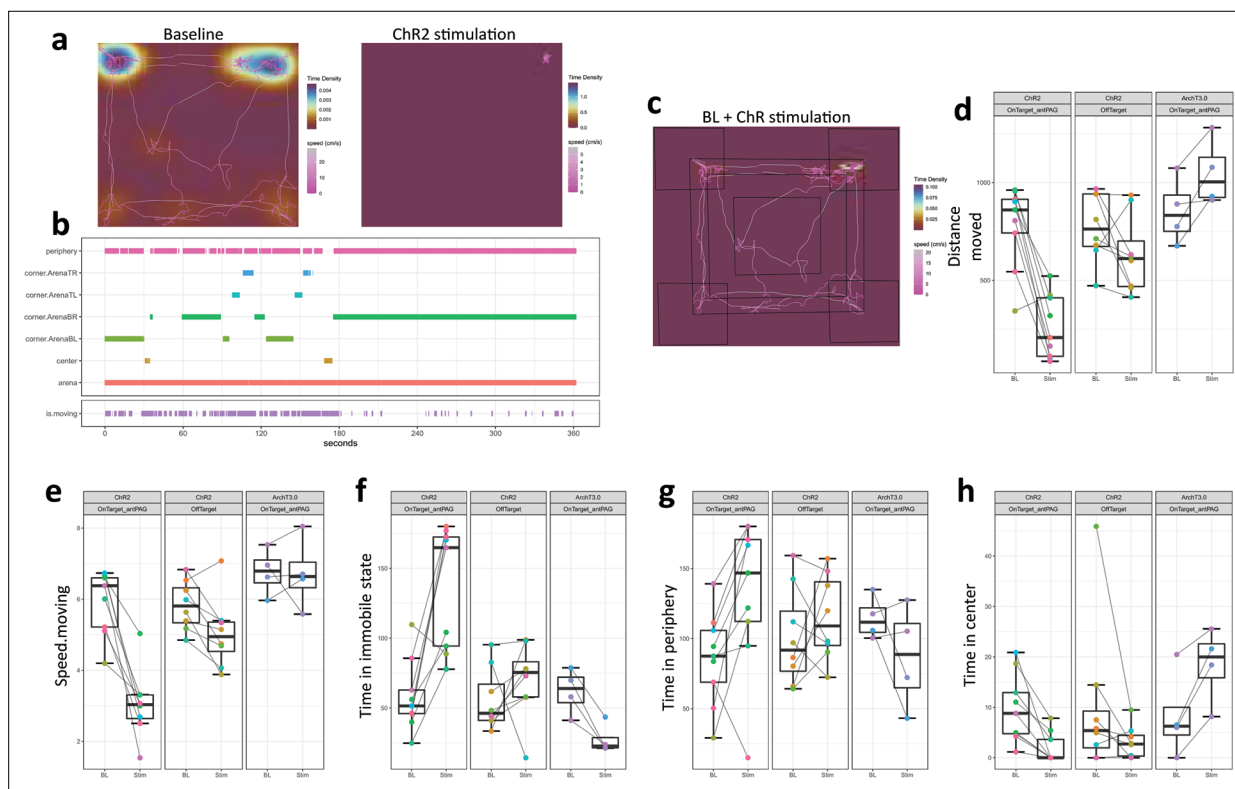 a
Baseline
ChR2 stimulation
Time Density
0.004
0.003
0.002
0.001
speed (cm/s)
20
10
0
Time Density
1.0
0.5
0.0
speed (cm/s)
5
4
3
2
1
0
b
periphery
corner.ArenaTR
corner.ArenaTL
corner.ArenaBR
corner.ArenaBL
center
arena
is.moving
0
60
120
180
240
300
360
seconds
c
BL + ChR stimulation
Time Density
0.100
0.075
0.050
0.025
speed (cm/s)
20
15
10
5
0
d
ChR2
ChR2
ArchT3.0
OnTarget_antPAG
OffTarget
OnTarget_antPAG
Distance
moved
1000
500
BL
Stim
BL
Stim
BL
Stim
e
ChR2
ChR2
ArchT3.0
OnTarget_antPAG
OffTarget
OnTarget_antPAG
Speed.moving
8
6
4
2
BL
Stim
BL
Stim
BL
Stim
f
ChR2
ChR2
ArchT3.0
OnTarget_antPAG
OffTarget
OnTarget_antPAG
Time in immobile state
150
100
50
BL
Stim
BL
Stim
BL
Stim
g
ChR2
ChR2
ArchT3.0
OnTarget_antPAG
OffTarget
OnTarget_antPAG
Time in periphery
150
100
50
BL
Stim
BL
Stim
BL
Stim
h
ChR2
ChR2
ArchT3.0
OnTarget_antPAG
OffTarget
OnTarget_antPAG
Time in center
40
30
20
10
0
BL
Stim
BL
Stim
BL
Stim